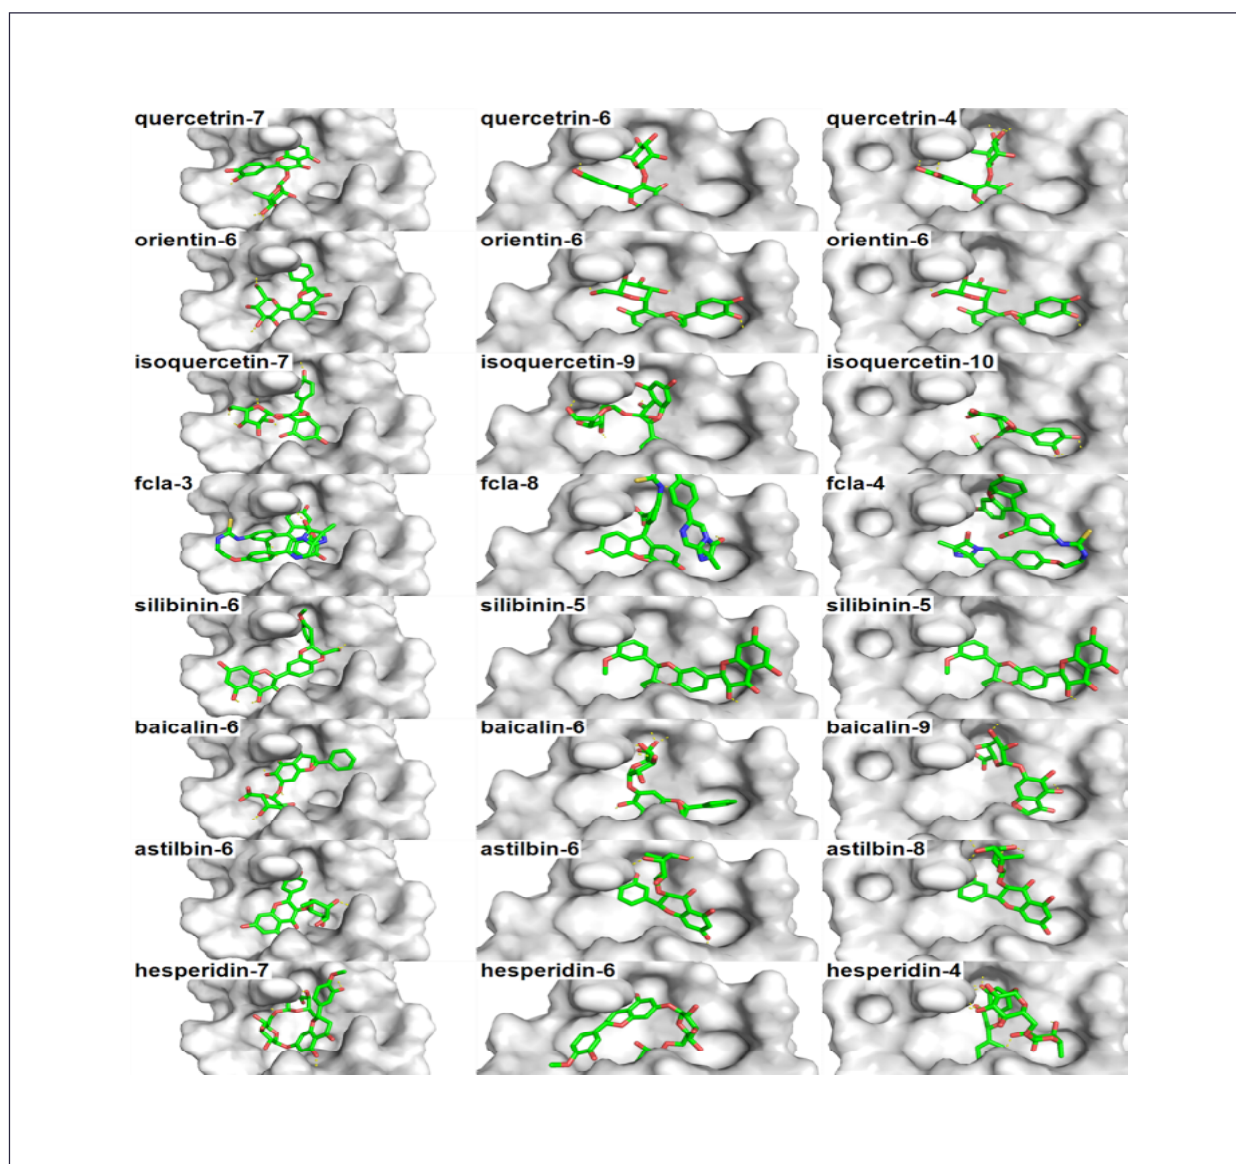 quercetrin-7 quercetrin-6 quercetrin-4
orientin-6 orientin-6 orientin-6
isoquercetin-7 isoquercetin-9 isoquercetin-10
fcla-3 fcla-8 fcla-4
silibinin-6 silibinin-5 silibinin-5
baicalin-6 baicalin-6 baicalin-9
astilbin-6 astilbin-6 astilbin-8
hesperidin-7 hesperidin-6 hesperidin-4